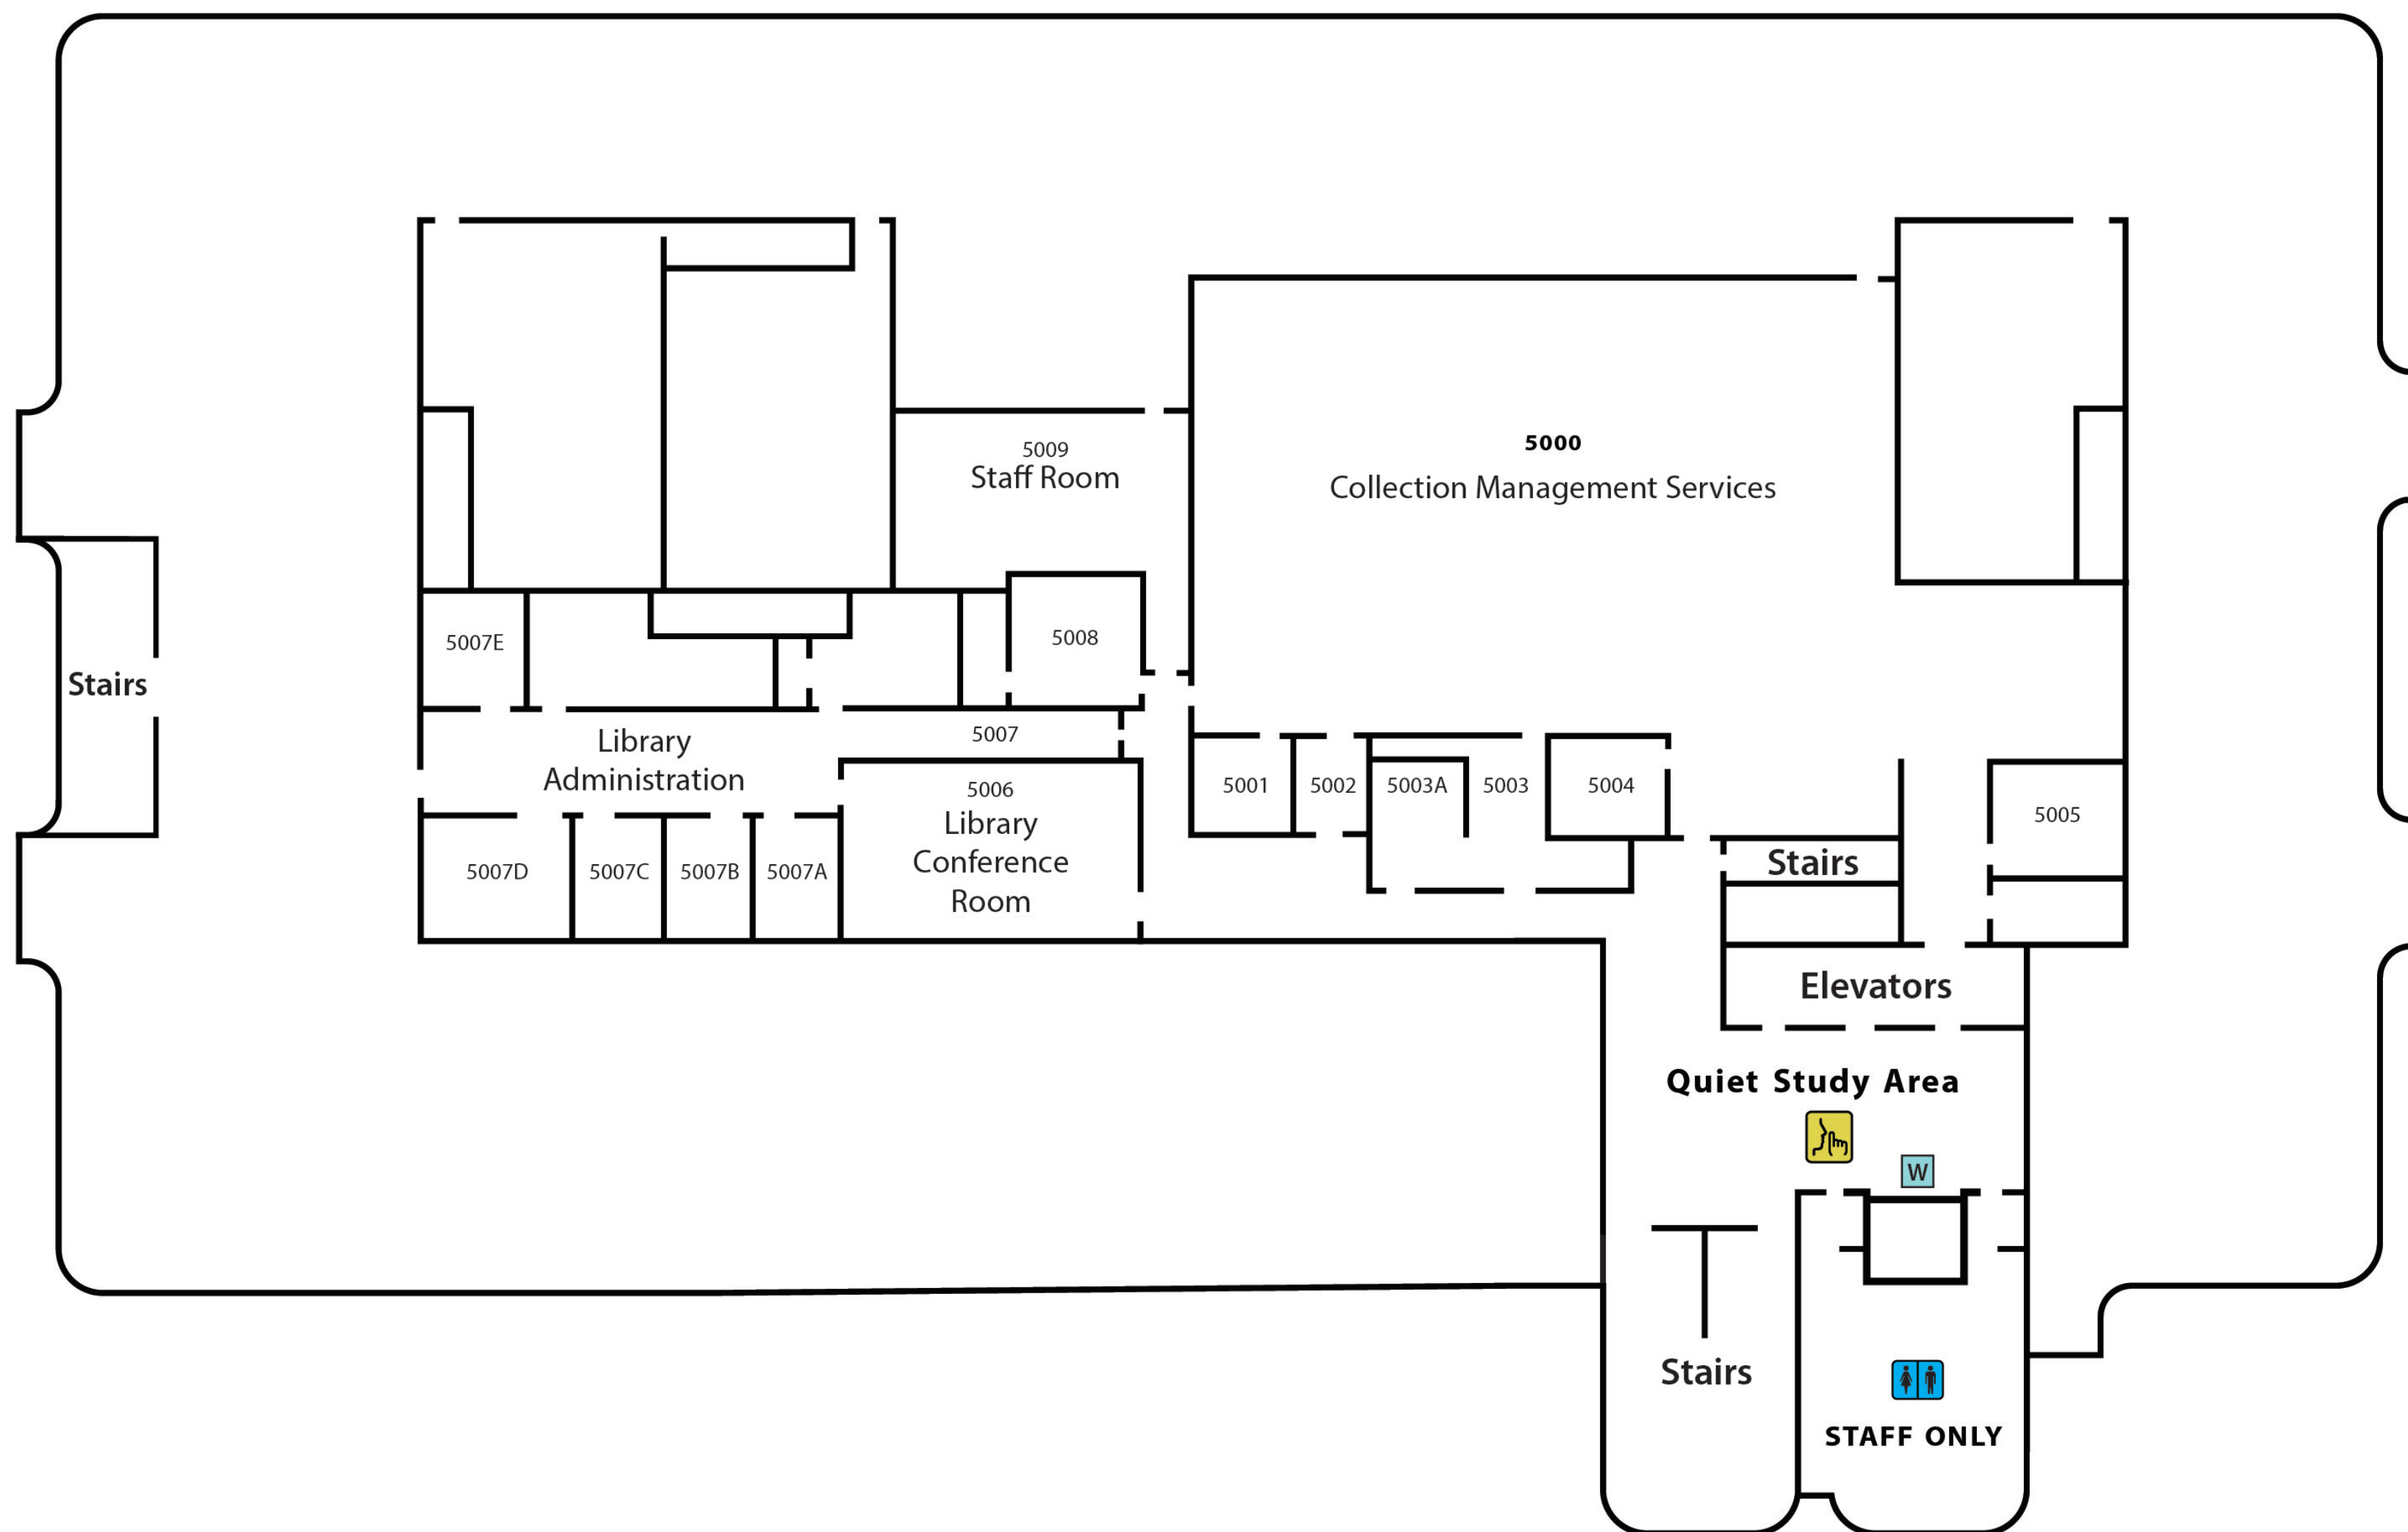 5000
Collection Management Services
5009
Staff Room
5007E
5008
Stairs
Library
Administration
5007
5006
Library
Conference
Room
5001
5002
5003A
5003
5004
5005
Stairs
5007D
5007C
5007B
5007A
Elevators
Quiet Study Area
W
Stairs
STAFF ONLY